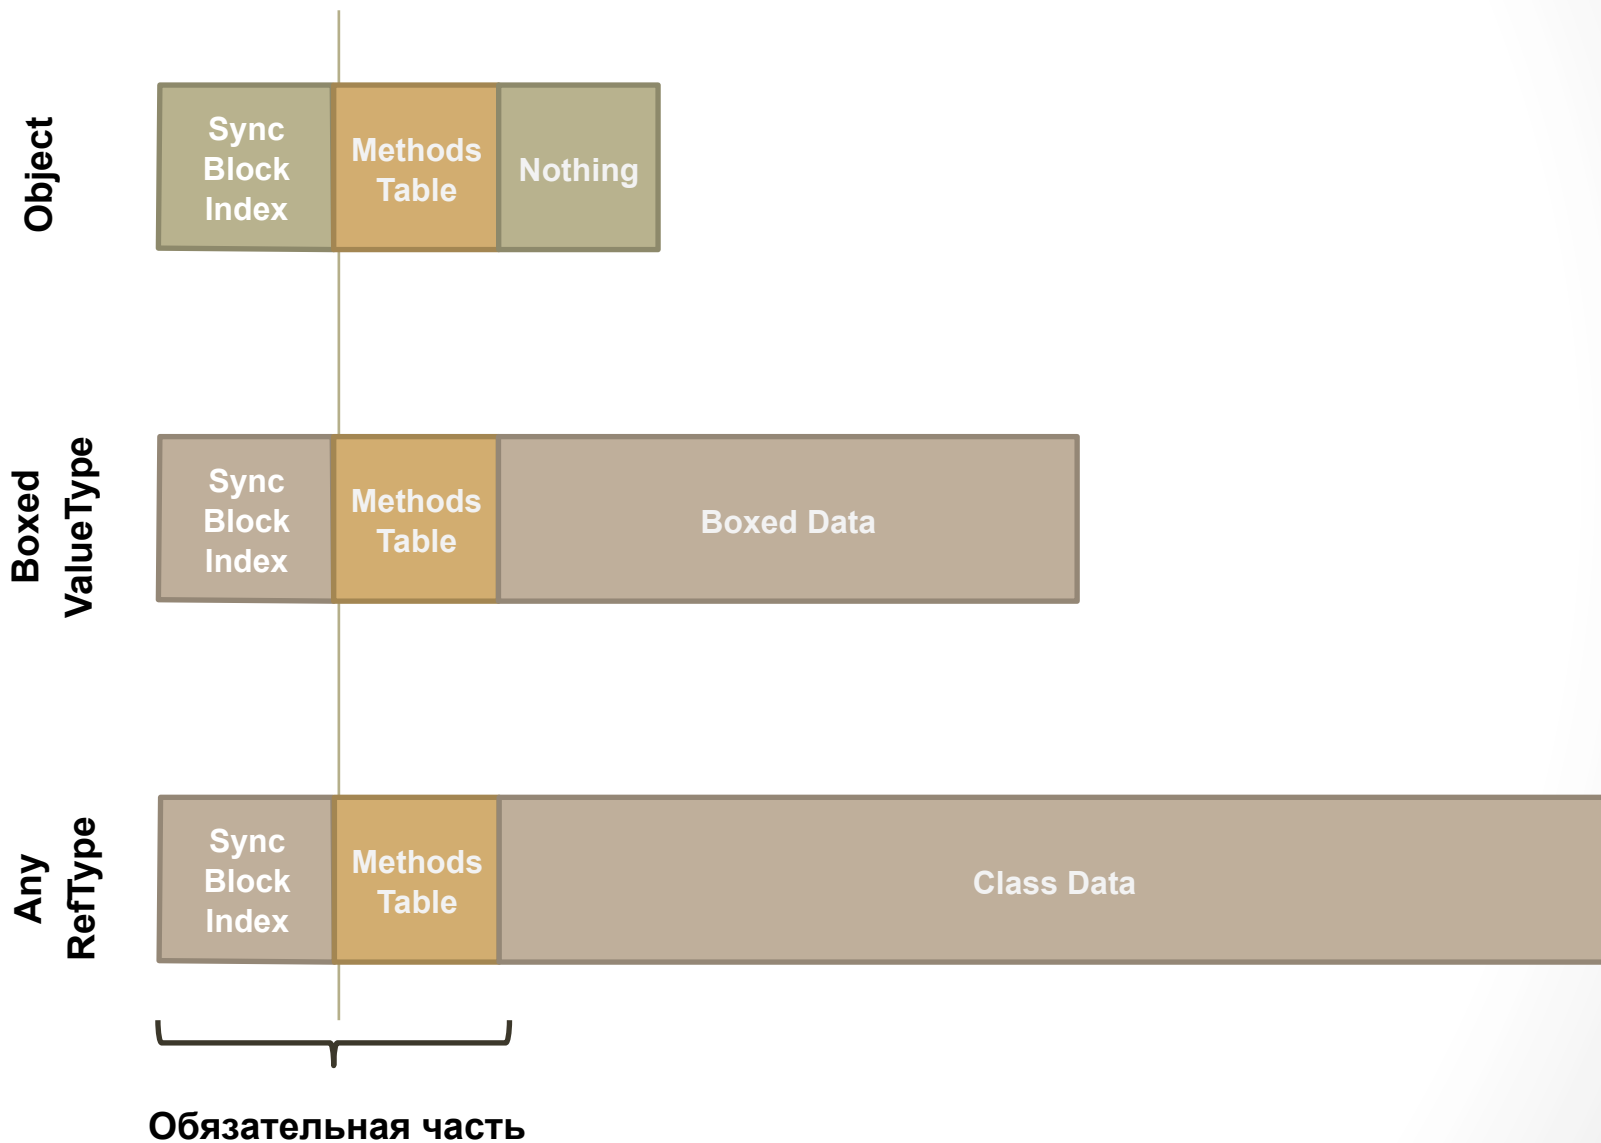 Object
Sync
Block
Index
Methods
Table
Nothing
Boxed
ValueType
Sync
Block
Index
Methods
Table
Boxed Data
Any
RefType
Sync
Block
Index
Methods
Table
Class Data
Обязательная часть